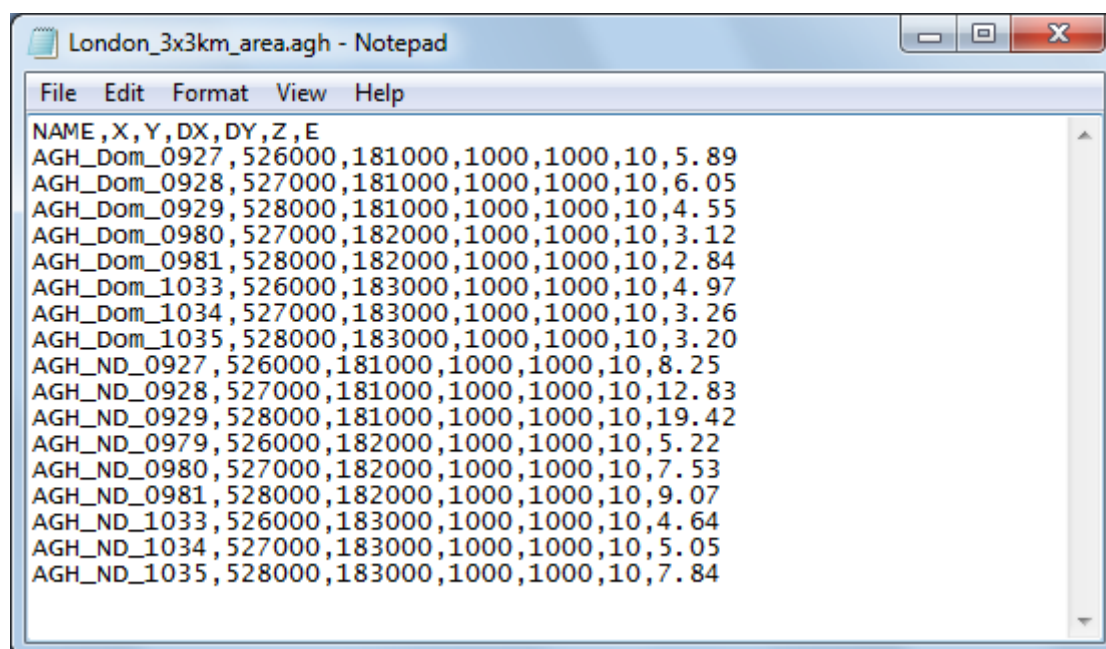 London_3x3km_area.agh - Notepad
File Edit Format View Help
NAME,X,Y,DX,DY,Z,E
AGH_Dom_0927,526000,181000,1000,1000,10,5.89
AGH_Dom_0928,527000,181000,1000,1000,10,6.05
AGH_Dom_0929,528000,181000,1000,1000,10,4.55
AGH_Dom_0980,527000,182000,1000,1000,10,3.12
AGH_Dom_0981,528000,182000,1000,1000,10,2.84
AGH_Dom_1033,526000,183000,1000,1000,10,4.97
AGH_Dom_1034,527000,183000,1000,1000,10,3.26
AGH_Dom_1035,528000,183000,1000,1000,10,3.20
AGH_ND_0927,526000,181000,1000,1000,10,8.25
AGH_ND_0928,527000,181000,1000,1000,10,12.83
AGH_ND_0929,528000,181000,1000,1000,10,19.42
AGH_ND_0979,526000,182000,1000,1000,10,5.22
AGH_ND_0980,527000,182000,1000,1000,10,7.53
AGH_ND_0981,528000,182000,1000,1000,10,9.07
AGH_ND_1033,526000,183000,1000,1000,10,4.64
AGH_ND_1034,527000,183000,1000,1000,10,5.05
AGH_ND_1035,528000,183000,1000,1000,10,7.84